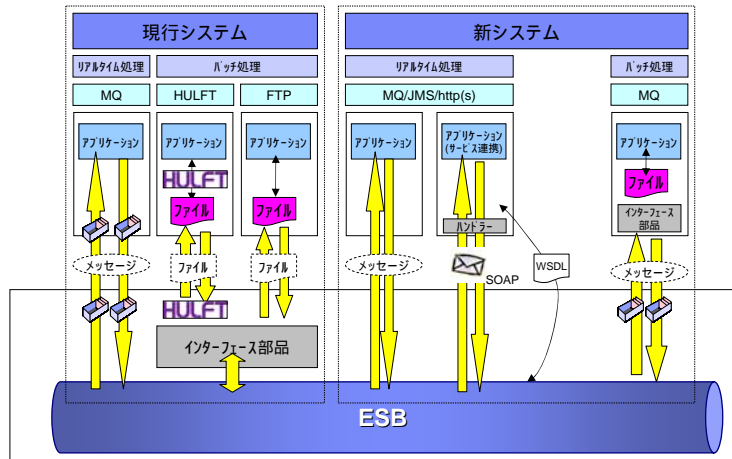 現行システム
新システム
リアルタイム処理
バッチ処理
リアルタイム処理
バッチ処理
MQ
HULFT
FTP
MQ/JMS/http(s)
MQ
アプリケーション
アプリケーション
アプリケーション
アプリケーション
アプリケーション
(サービス連携)
アプリケーション
HULFT
ファイル
ファイル
ファイル
ハンドラー
インターフェース
部品
メッセージ
ファイル
ファイル
メッセージ
SOAP
WSDL
メッセージ
HULFT
インターフェース部品
ESB